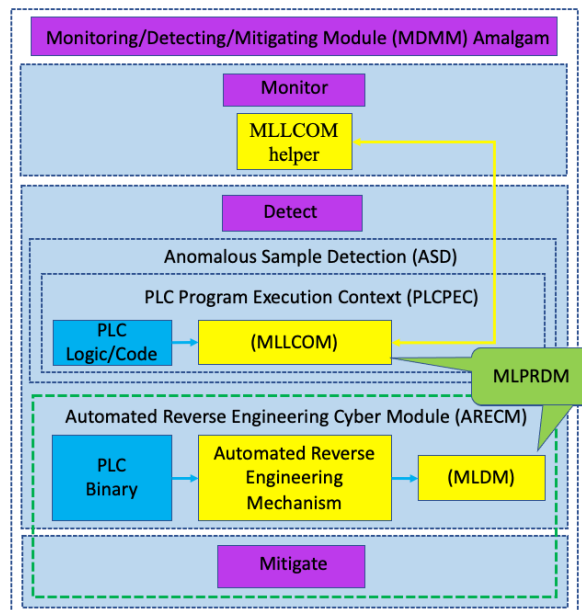 Monitoring/Detecting/Mitigating Module (MDMM) Amalgam
Monitor
MLLCOM
helper
Detect
Anomalous Sample Detection (ASD)
PLC Program Execution Context (PLCPEC)
PLC
Logic/Code
(MLLCOM)
MLPRDM
Automated Reverse Engineering Cyber Module (ARECM)
PLC
Binary
Automated Reverse
Engineering
Mechanism
(MLDM)
Mitigate